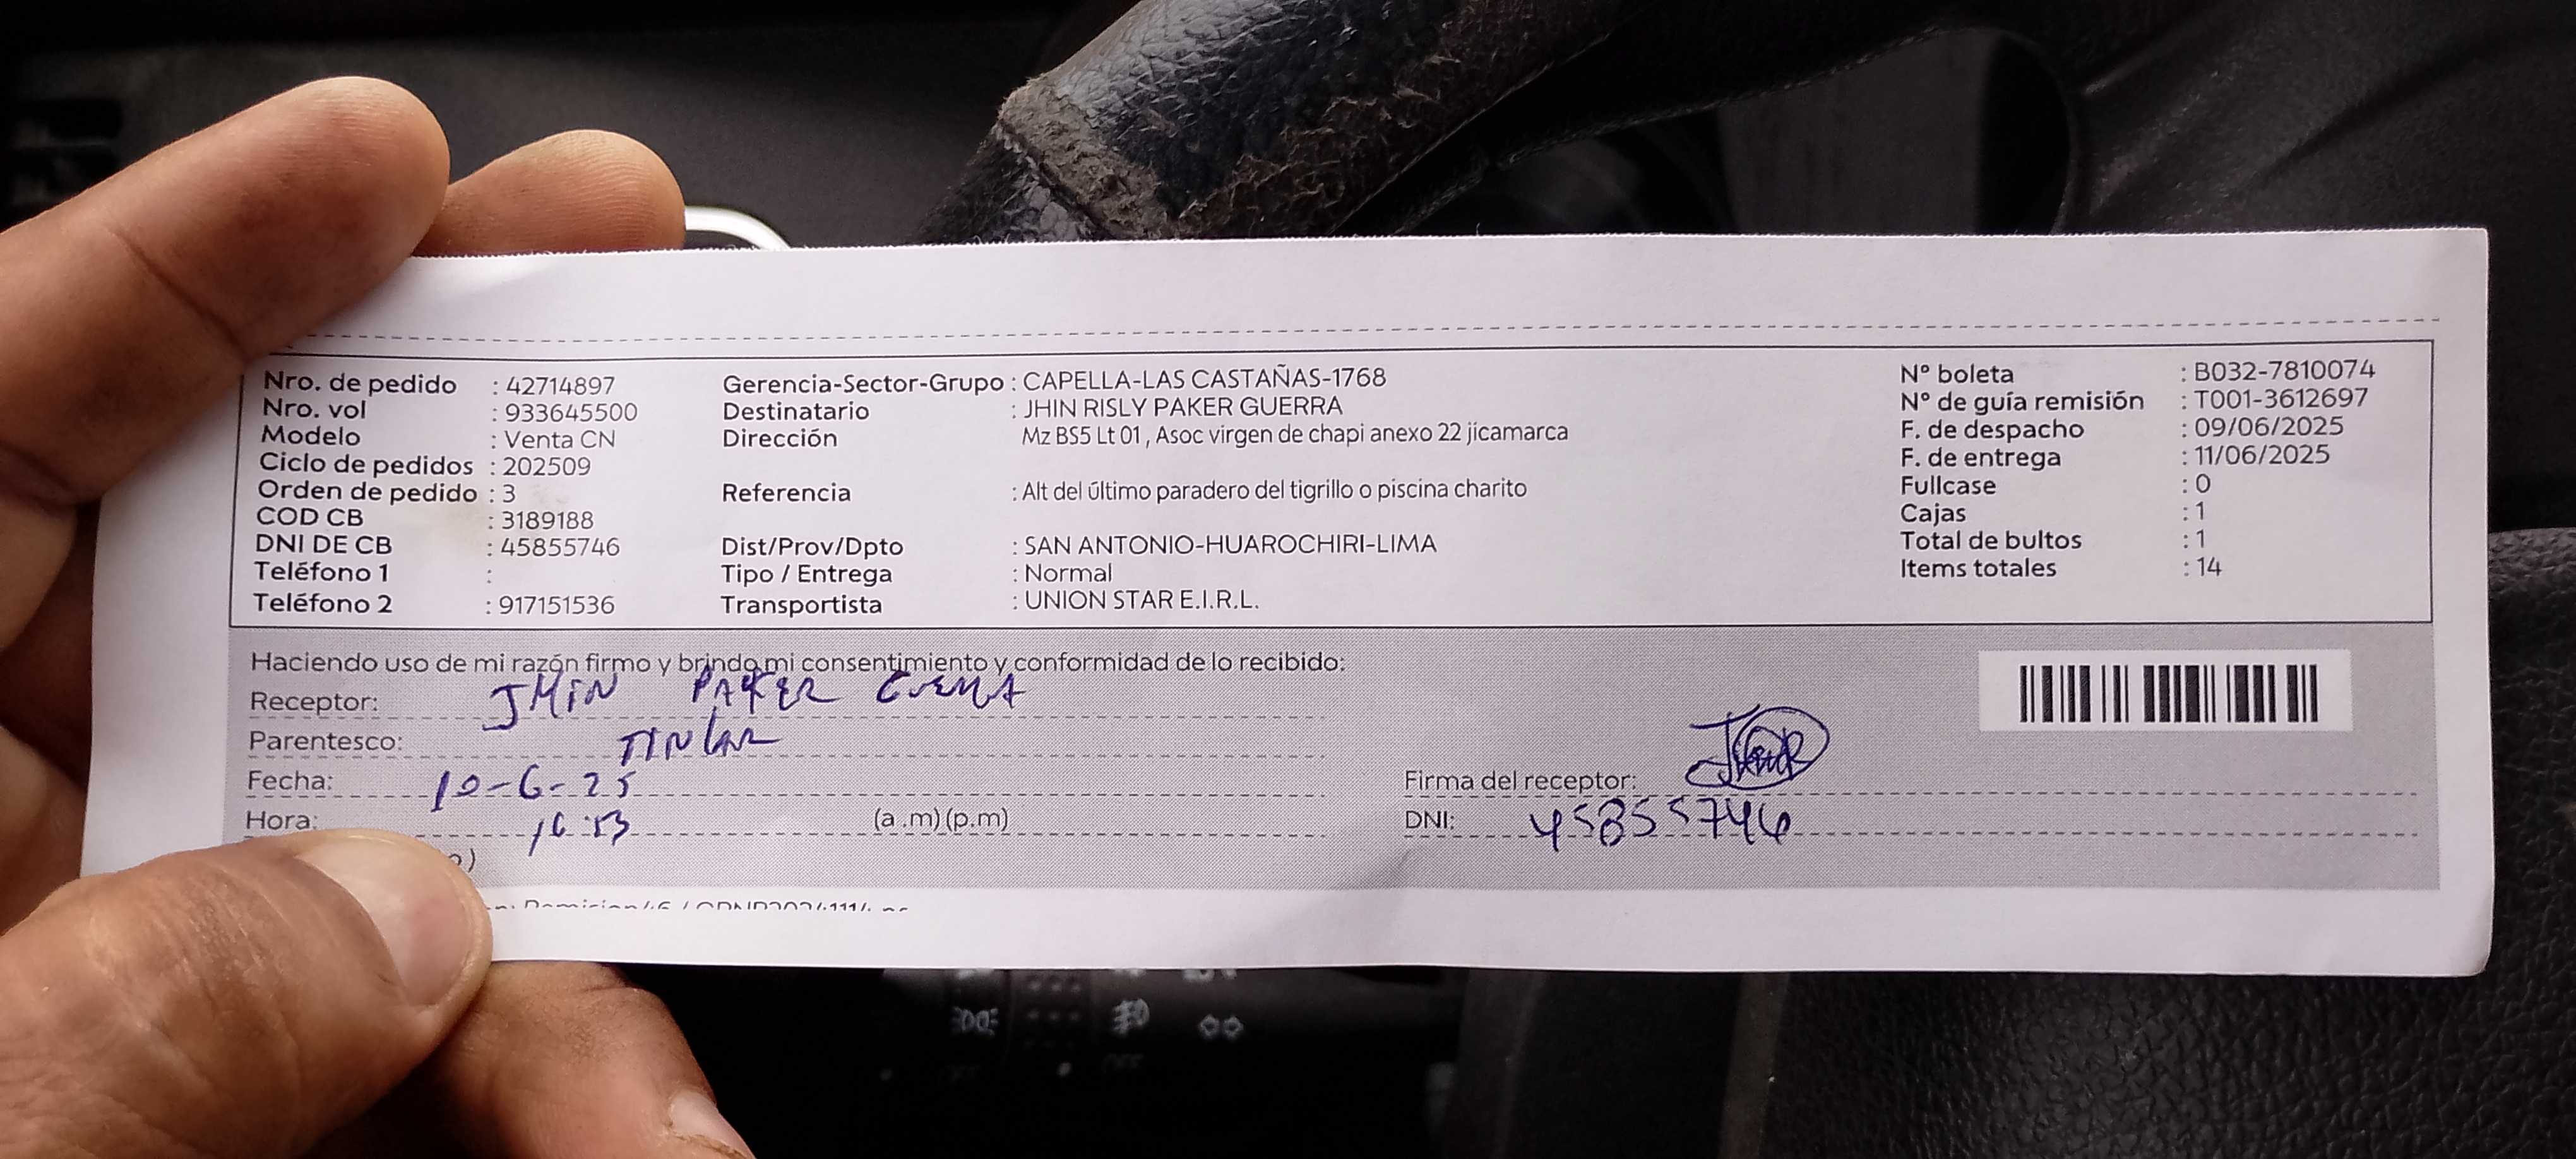 Nro. de pedido : 42714897
Nro. vol : 933645500
Modelo : Venta CN
Ciclo de pedidos : 202509
Orden de pedido : 3
COD CB : 3189188
DNI DE CB : 45855746
Teléfono 1 :
Teléfono 2 : 917151536
Gerencia-Sector-Grupo : CAPELLA-LAS CASTAÑAS-1768
Destinatario : JHIN RISLY PAKER GUERRA
Dirección Mz BS5 Lt 01 , Asoc virgen de chapi anexo 22 jicamarca
Referencia : Alt del último paradero del tigrillo o piscina charito
Dist/Prov/Dpto : SAN ANTONIO-HUAROCHIRI-LIMA
Tipo / Entrega : Normal
Transportista : UNION STAR E.I.R.L.
Nº boleta : B032-7810074
Nº de guía remisión : T001-3612697
F. de despacho : 09/06/2025
F. de entrega : 11/06/2025
Fullcase : 0
Cajas : 1
Total de bultos : 1
Items totales : 14
Haciendo uso de mi razón firmo y brindo mi consentimiento y conformidad de lo recibido:
Receptor: JHIN PAKER
Parentesco:
Fecha: 10-6-25
Hora: (a .m) (p.m)
Firma del receptor:
DNI: 45855746
OFF